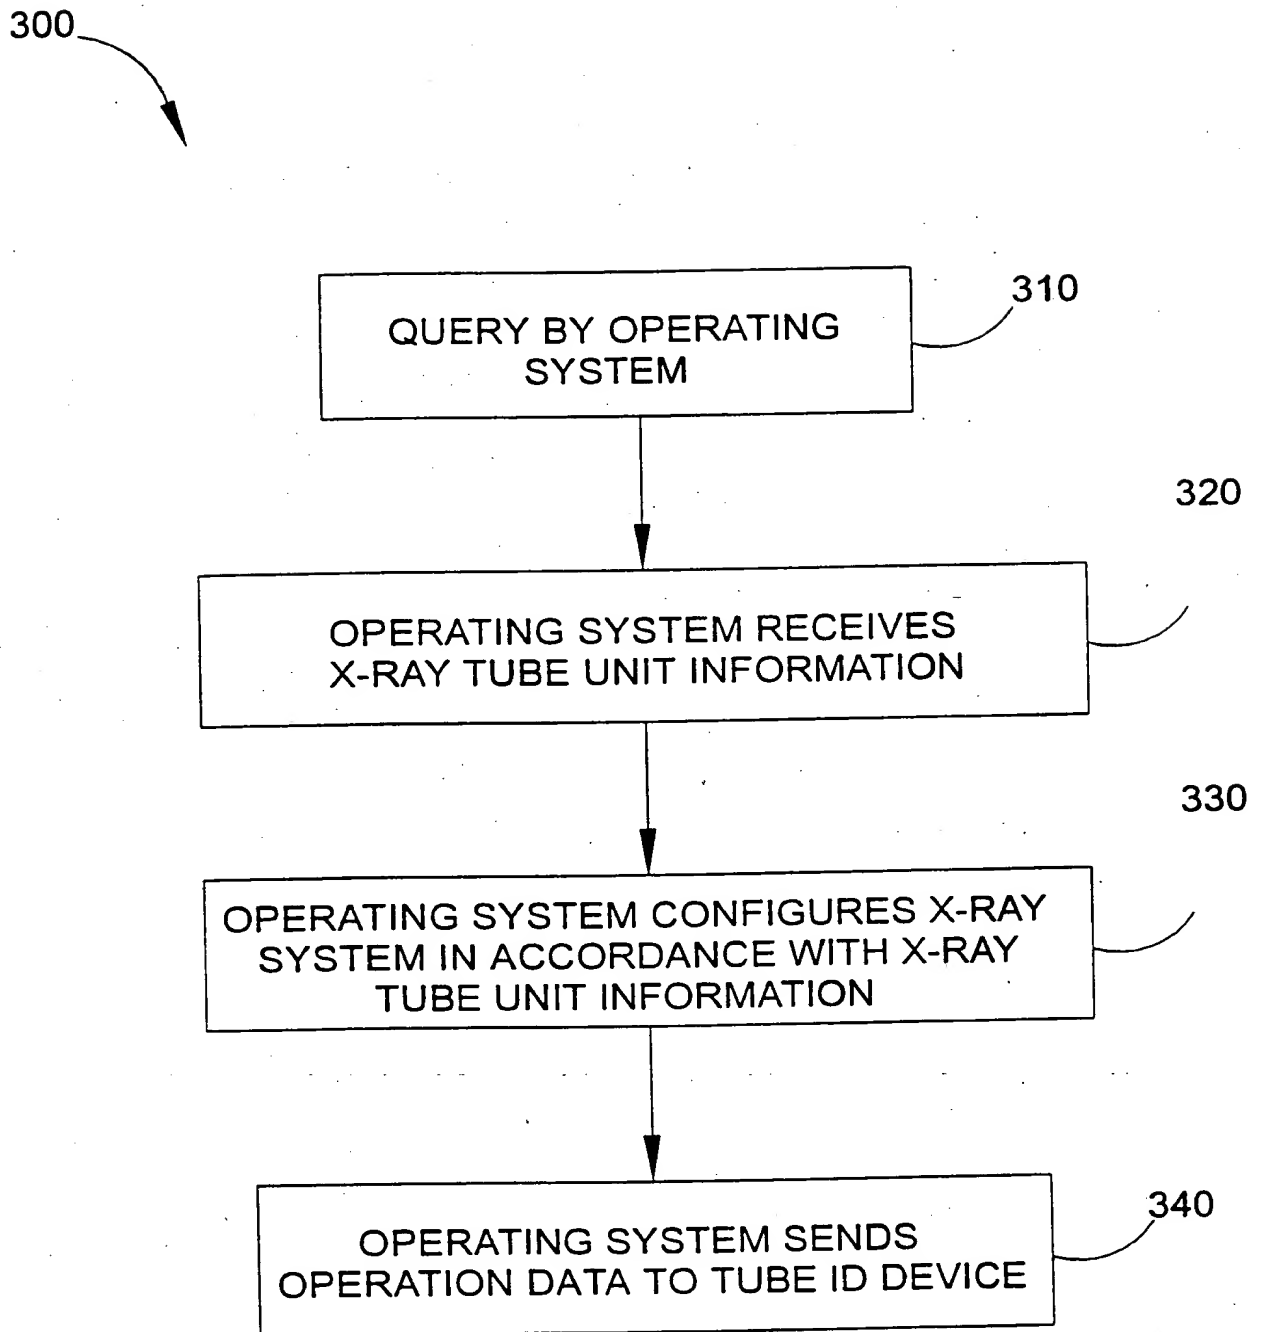 300
310
QUERY BY OPERATING
SYSTEM
320
OPERATING SYSTEM RECEIVES
X-RAY TUBE UNIT INFORMATION
330
OPERATING SYSTEM CONFIGURES X-RAY
SYSTEM IN ACCORDANCE WITH X-RAY
TUBE UNIT INFORMATION
340
OPERATING SYSTEM SENDS
OPERATION DATA TO TUBE ID DEVICE